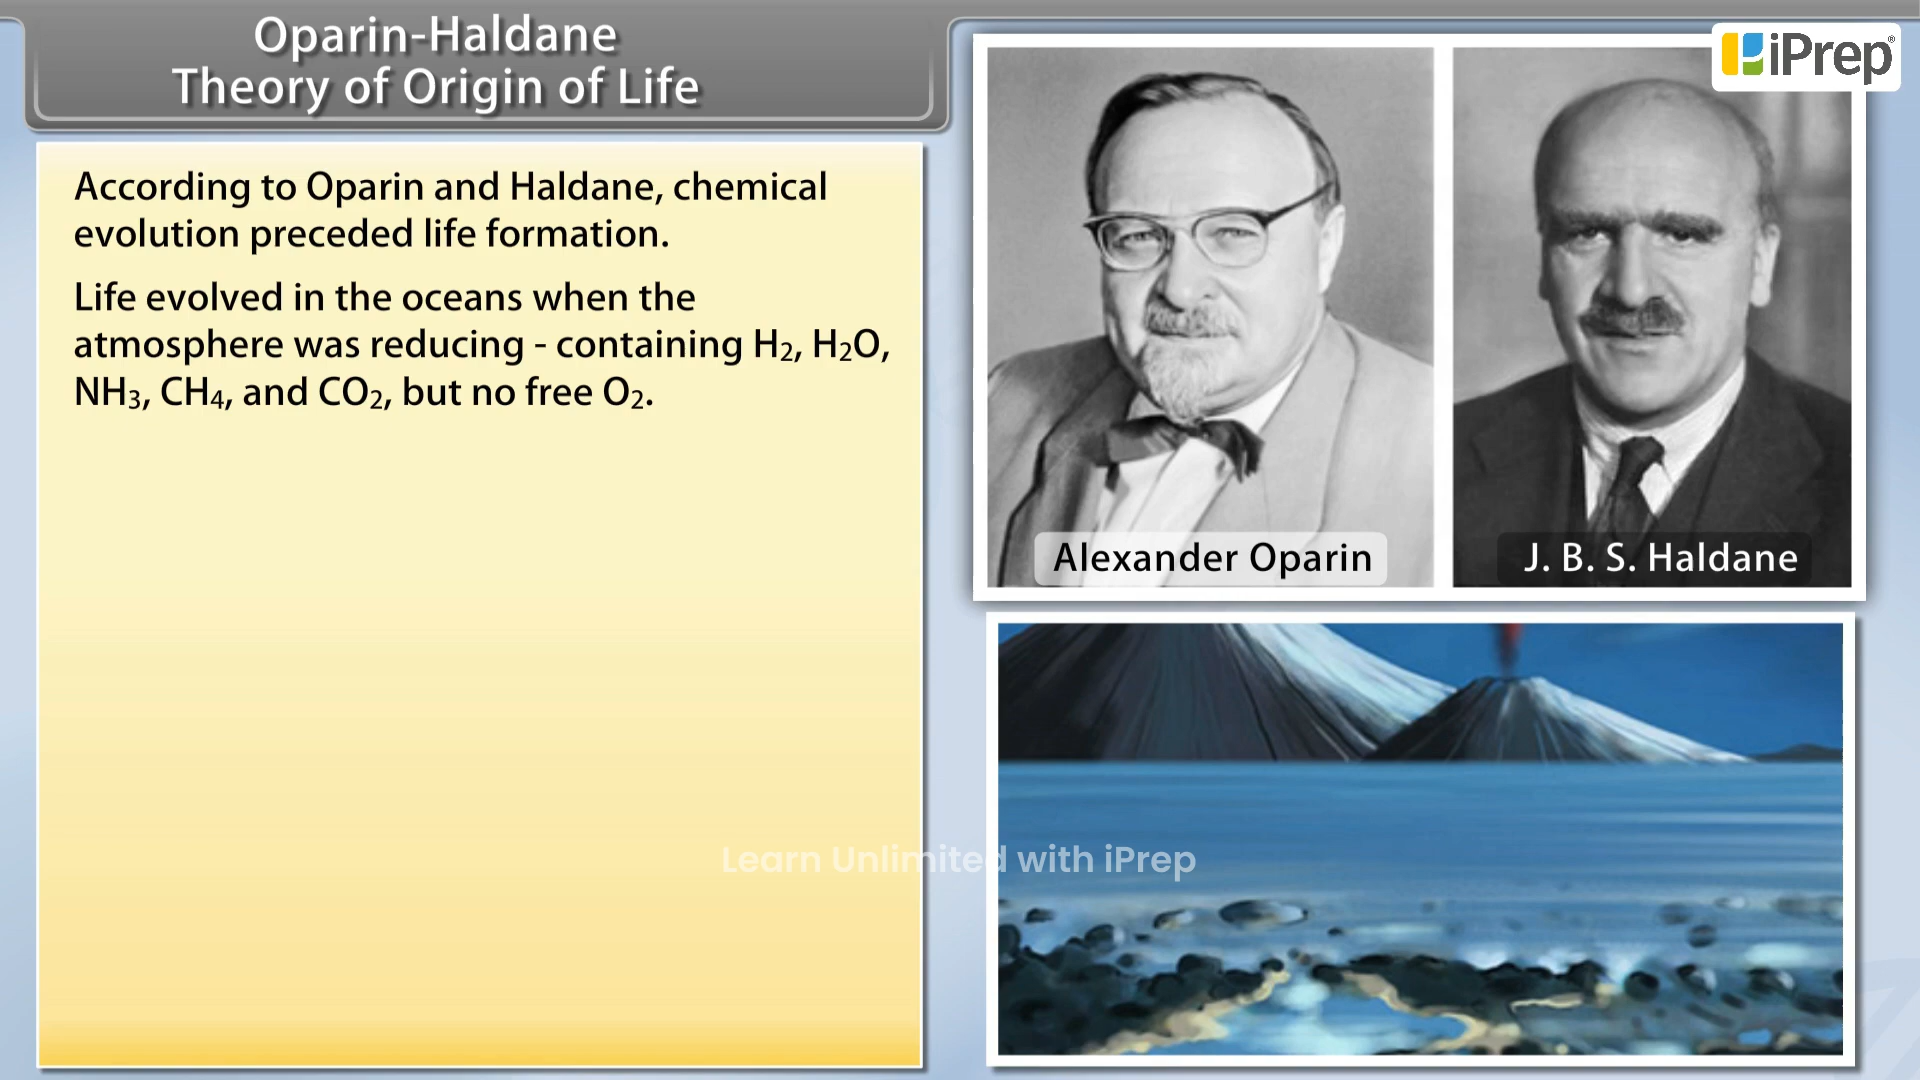 Oparin-Haldane
Theory of Origin of Life
iPrep®
According to Oparin and Haldane, chemical
evolution preceded life formation.
Life evolved in the oceans when the
atmosphere was reducing - containing H₂, H₂O,
NH₃, CH₄, and CO₂, but no free O₂.
Alexander Oparin
J. B. S. Haldane
Learn Unlimited with iPrep